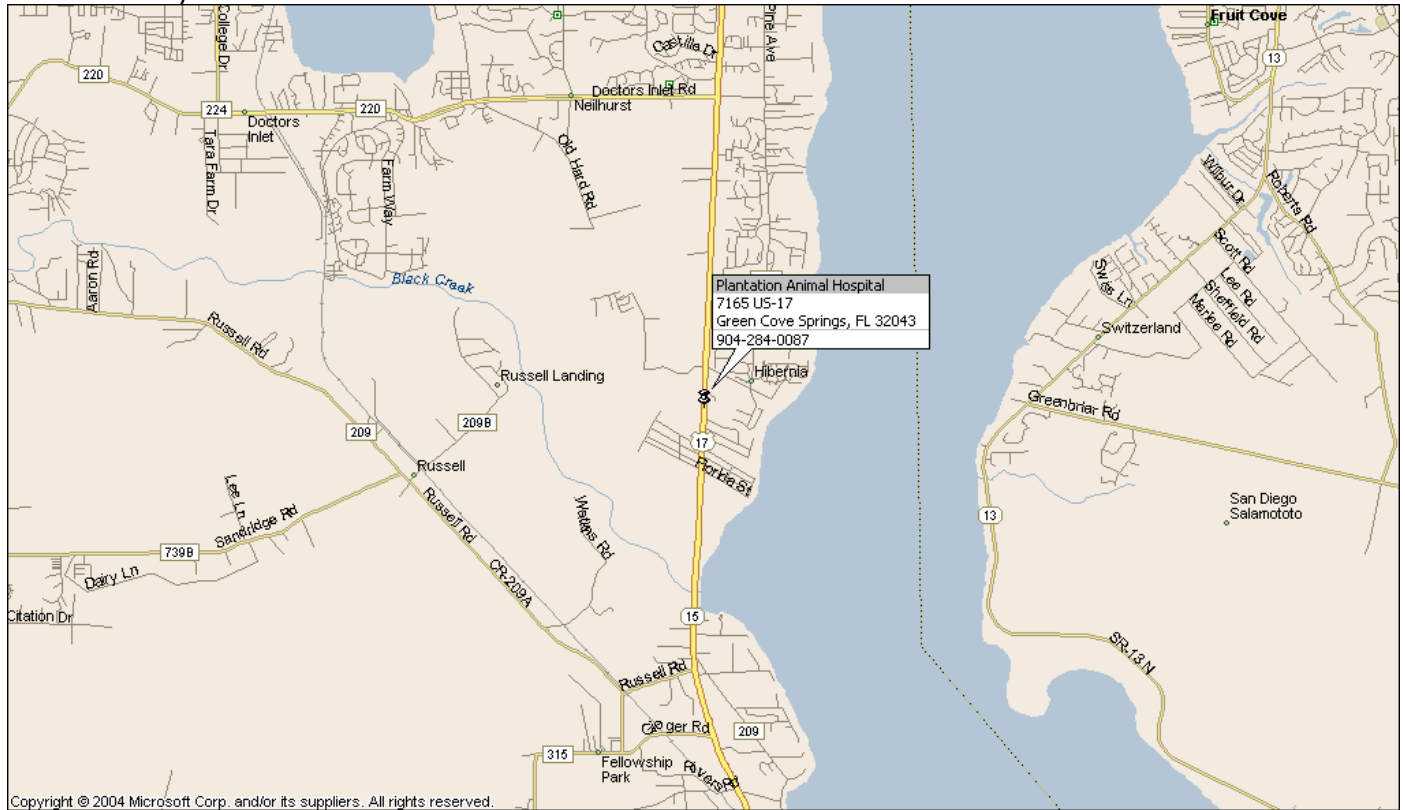 College Dr
Castille Dr
Pine Ave
Fruit Cove
13
220
Doctors Inlet Rd
Neilhurst
224
220
Doctors
Inlet
Tara Farm Dr
Farm Way
Old Hard Rd
Wilbur Dr
Roberts Rd
Scott Rd
Lee Rd
Sheffield Rd
Marlee Rd
Swiss Ln
Switzerland
Aaron Rd
Black Creek
Plantation Animal Hospital
7165 US-17
Green Cove Springs, FL 32043
904-284-0087
Russell Rd
Russell Landing
Hibernia
Greenbriar Rd
209
209B
17
Florida St
Russell
Lee Ln
Sandridge Rd
Russell Rd
Watkins Rd
San Diego
Salamototo
13
739B
Dairy Ln
CR-209A
Citation Dr
15
SR-13 N
Russell Rd
209
315
Fellowship
Park
Rivers Rd
Copyright © 2004 Microsoft Corp. and/or its suppliers. All rights reserved.